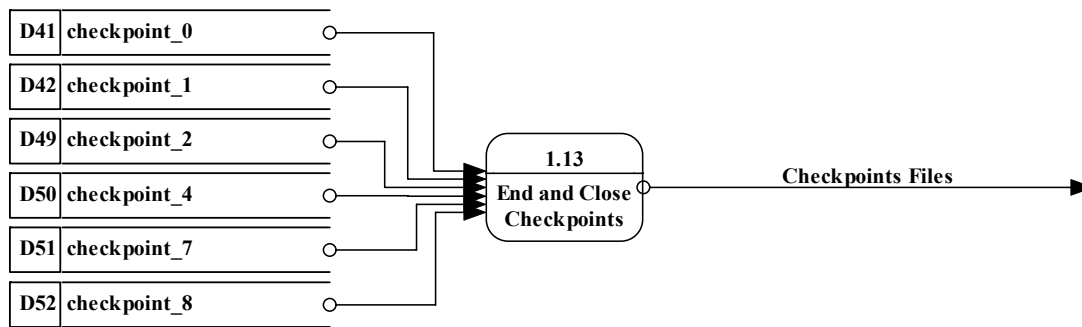 D41 checkpoint_0
D42 checkpoint_1
D49 checkpoint_2
D50 checkpoint_4
D51 checkpoint_7
D52 checkpoint_8
1.13
End and Close
Checkpoints
Checkpoints Files